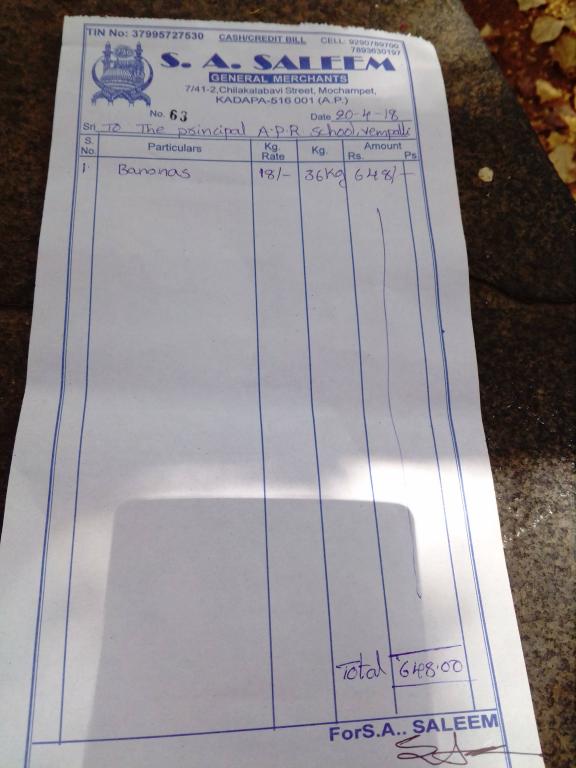 TIN No: 37995727530 CASH/CREDIT BILL CELL: 9290789700
7893630197
S. A. SALEEM
GENERAL MERCHANTS
7/41-2,Chilakalabavi Street, Mochampet,
KADAPA-516 001 (A.P.)
No. 63 Date 20-4-18
Sri To The principal A.P.R school, vempalli
S. No. Particulars Kg. Rate Kg. Amount Rs. Ps
1. Bananas 18/- 36kg 648/-
Total 648.00
ForS.A.. SALEEM